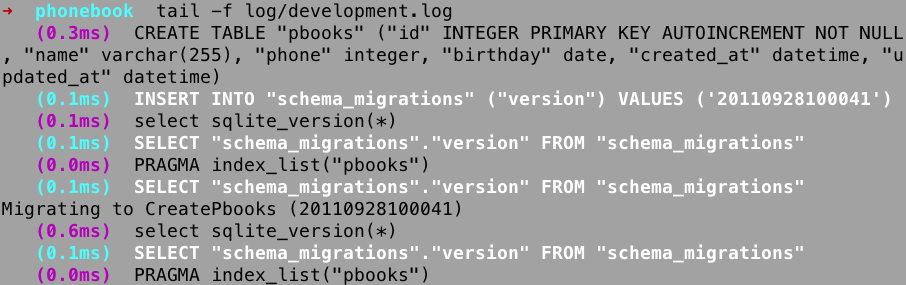 ➜  phonebook  tail -f log/development.log
   (0.3ms)  CREATE TABLE "pbooks" ("id" INTEGER PRIMARY KEY AUTOINCREMENT NOT NULL
, "name" varchar(255), "phone" integer, "birthday" date, "created_at" datetime, "u
pdated_at" datetime)
   (0.1ms)  INSERT INTO "schema_migrations" ("version") VALUES ('20110928100041')
   (0.1ms)  select sqlite_version(*)
   (0.1ms)  SELECT "schema_migrations"."version" FROM "schema_migrations"
   (0.0ms)  PRAGMA index_list("pbooks")
   (0.1ms)  SELECT "schema_migrations"."version" FROM "schema_migrations"
Migrating to CreatePbooks (20110928100041)
   (0.6ms)  select sqlite_version(*)
   (0.1ms)  SELECT "schema_migrations"."version" FROM "schema_migrations"
   (0.0ms)  PRAGMA index_list("pbooks")